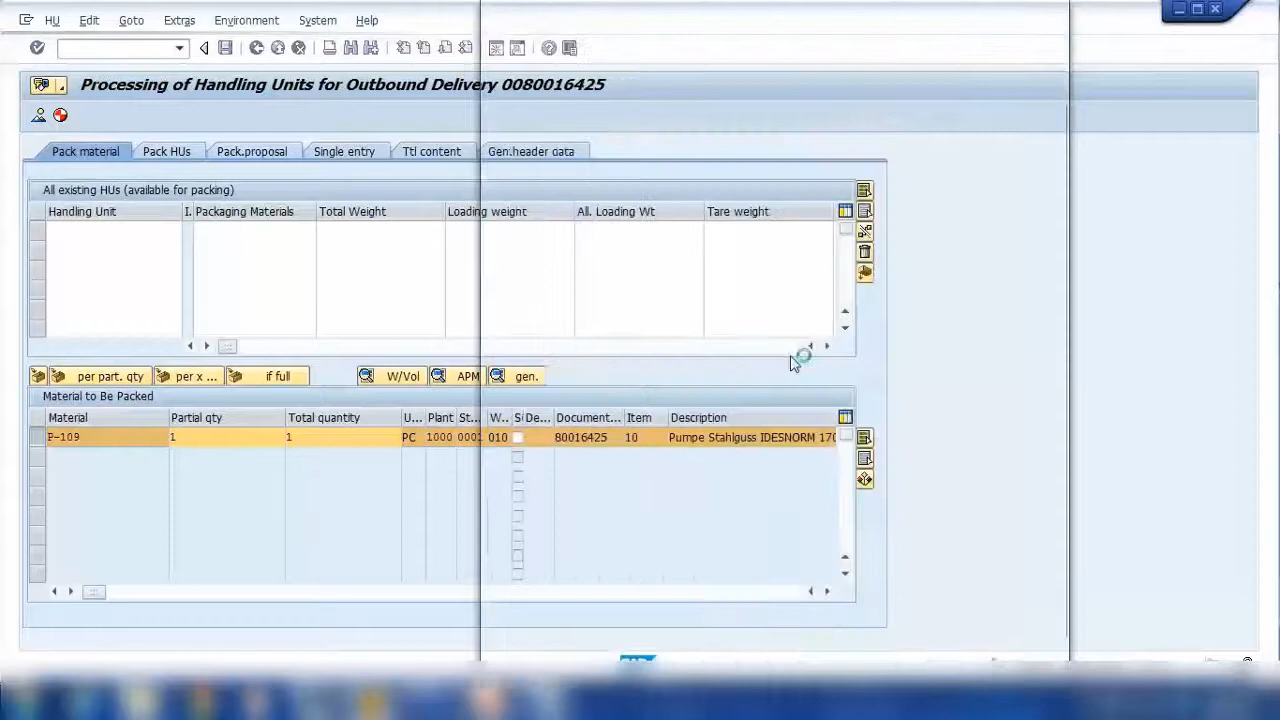 HU Edit Goto Extras Environment System Help
Processing of Handling Units for Outbound Delivery 0080016425
Pack material Pack HUs Pack.proposal Single entry Ttl content Gen.header data
All existing HUs (available for packing)
Handling Unit I. Packaging Materials Total Weight Loading weight All. Loading Wt Tare weight
per part. qty per x ... if full W/Vol APM gen.
Material to Be Packed
Material Partial qty Total quantity U... Plant St... W.. S De... Document... Item Description
P-109 1 1 PC 1000 0001 010 80016425 10 Pumpe Stahlguss IDESNORM 170